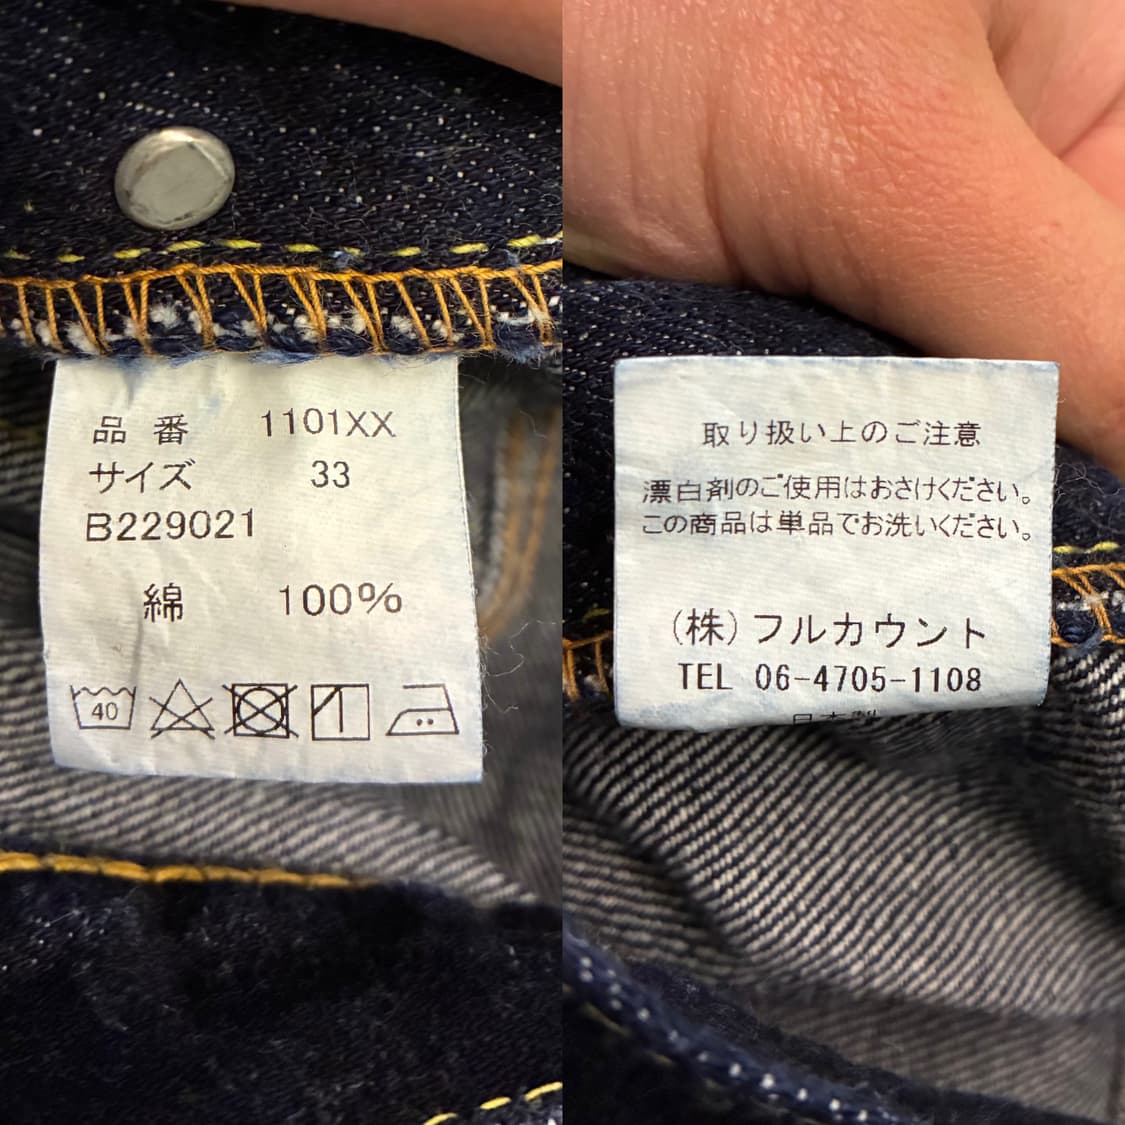 品 番 1101XX
サイズ 33
B229021
綿 100%
40
取り扱い上のご注意
漂白剤のご使用はおさけください。
この商品は単品でお洗いください。
(株)フルカウント
TEL 06-4705-1108